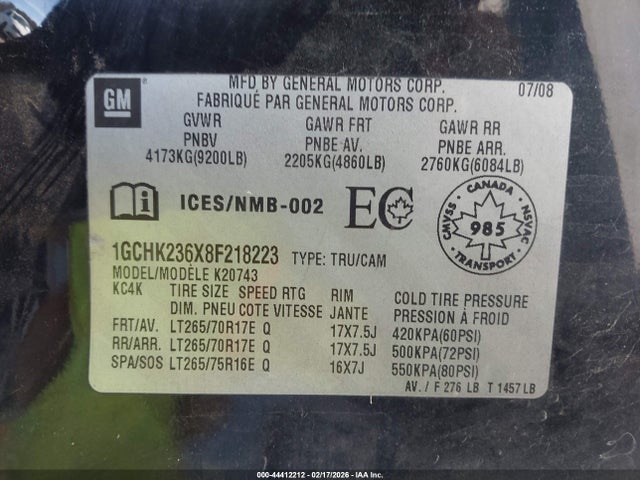 GM
MFD BY GENERAL MOTORS CORP. 07/08
FABRIQUÉ PAR GENERAL MOTORS CORP.
GVWR GAWR FRT GAWR RR
PNBV PNBE AV. PNBE ARR.
4173KG(9200LB) 2205KG(4860LB) 2760KG(6084LB)
ICES/NMB-002 EC
CANADA
CMVSS 985 NSVAC
CANADA
1GCHK236X8F218223 TYPE: TRU/CAM
MODEL/MODÈLE K20743
KC4K TIRE SIZE SPEED RTG RIM COLD TIRE PRESSURE
DIM. PNEU COTE VITESSE JANTE PRESSION À FROID
FRT/AV. LT265/70R17E Q 17X7.5J 420KPA(60PSI)
RR/ARR. LT265/70R17E Q 17X7.5J 500KPA(72PSI)
SPA/SOS LT265/75R16E Q 16X7J 550KPA(80PSI)
AV. / F 276 LB T 1457 LB
000-44412212 - 02/17/2026 - IAA Inc.